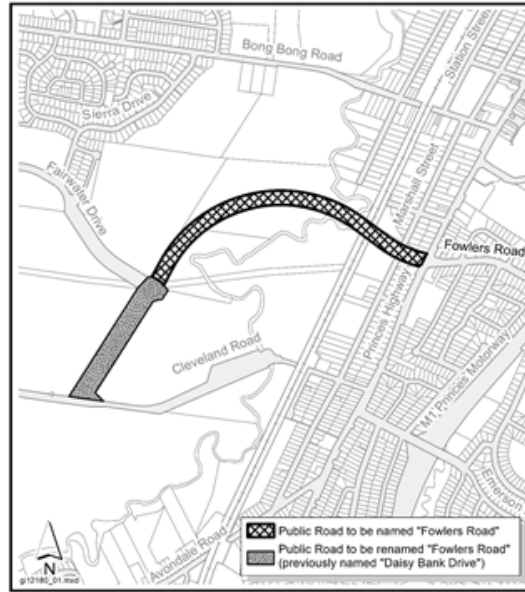 Bong Bong Road
Station Street
Sierra Drive
Fairwater Drive
Marshall Street
Fowlers Road
Princes Highway
Cleveland Road
M1 Princes Motorway
Emerson
Avondale Road
N
g12180_01.mxd
Public Road to be named "Fowlers Road"
Public Road to be renamed "Fowlers Road"
(previously named "Daisy Bank Drive")